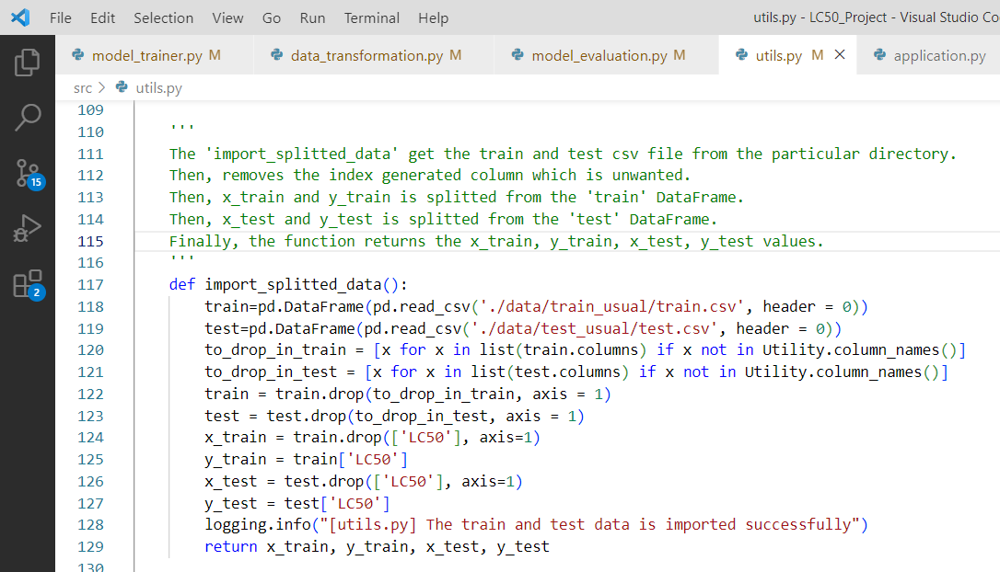 File Edit Selection View Go Run Terminal Help utils.py - LC50_Project - Visual Studio Co
model_trainer.py M data_transformation.py M model_evaluation.py M utils.py M application.py
src > utils.py
109
110 '''
111 The 'import_splitted_data' get the train and test csv file from the particular directory.
112 Then, removes the index generated column which is unwanted.
113 Then, x_train and y_train is splitted from the 'train' DataFrame.
114 Then, x_test and y_test is splitted from the 'test' DataFrame.
115 Finally, the function returns the x_train, y_train, x_test, y_test values.
116 '''
117 def import_splitted_data():
118 train=pd.DataFrame(pd.read_csv('./data/train_usual/train.csv', header = 0))
119 test=pd.DataFrame(pd.read_csv('./data/test_usual/test.csv', header = 0))
120 to_drop_in_train = [x for x in list(train.columns) if x not in Utility.column_names()]
121 to_drop_in_test = [x for x in list(test.columns) if x not in Utility.column_names()]
122 train = train.drop(to_drop_in_train, axis = 1)
123 test = test.drop(to_drop_in_test, axis = 1)
124 x_train = train.drop(['LC50'], axis=1)
125 y_train = train['LC50']
126 x_test = test.drop(['LC50'], axis=1)
127 y_test = test['LC50']
128 logging.info("[utils.py] The train and test data is imported successfully")
129 return x_train, y_train, x_test, y_test
130
15
2